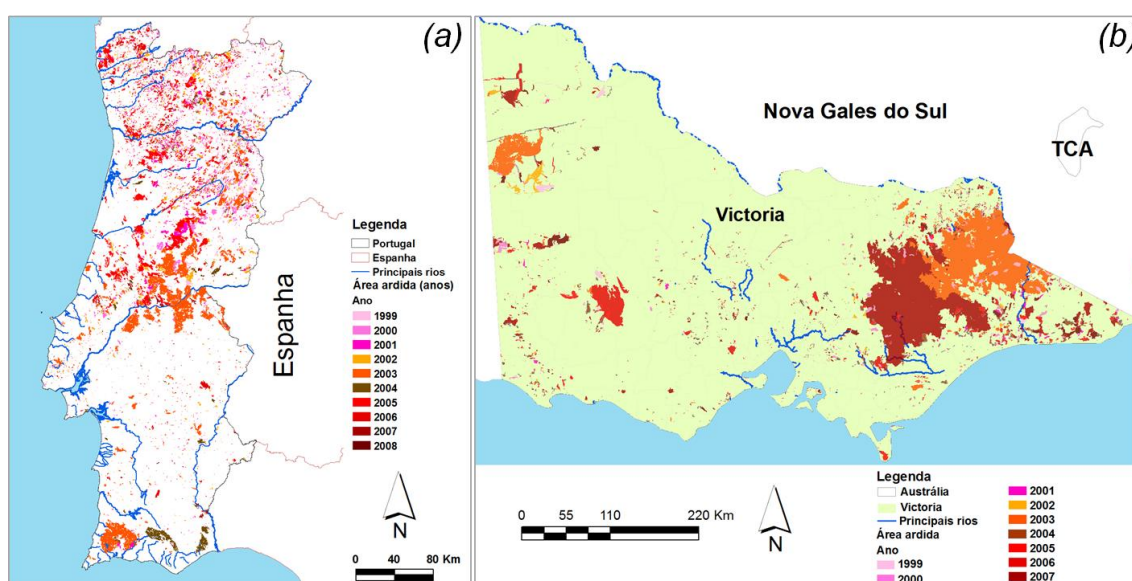 (a)
Espanha
Legenda
Portugal
Espanha
Principais rios
Área ardida (anos)
Ano
1999
2000
2001
2002
2003
2004
2005
2006
2007
2008
N
0 40 80 Km
(b)
Nova Gales do Sul
TCA
Victoria
0 55 110 220 Km
N
Legenda
Austrália
Victoria
Principais rios
Área ardida
Ano
1999
2000
2001
2002
2003
2004
2005
2006
2007